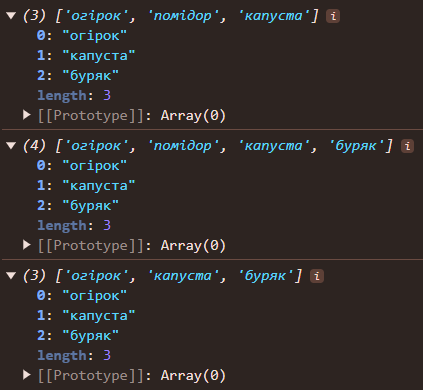 ▼ (3) ['огірок', 'помідор', 'капуста'] i
0: "огірок"
1: "капуста"
2: "буряк"
length: 3
▶ [[Prototype]]: Array(0)
▼ (4) ['огірок', 'помідор', 'капуста', 'буряк'] i
0: "огірок"
1: "капуста"
2: "буряк"
length: 3
▶ [[Prototype]]: Array(0)
▼ (3) ['огірок', 'капуста', 'буряк'] i
0: "огірок"
1: "капуста"
2: "буряк"
length: 3
▶ [[Prototype]]: Array(0)